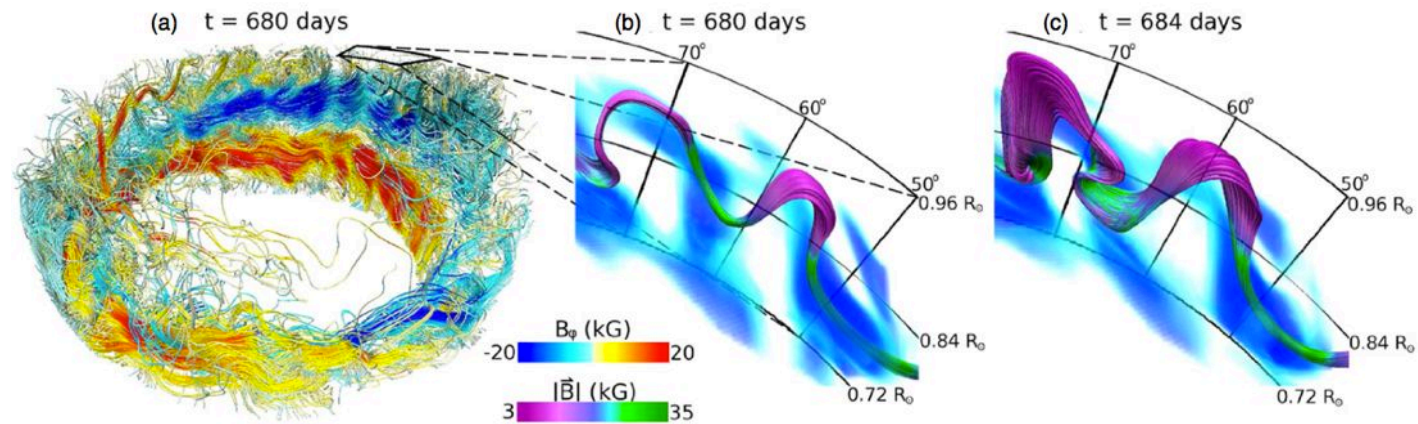 (a) t = 680 days
(b) t = 680 days
(c) t = 684 days
70°
60°
50°
0.96 R⊙
0.84 R⊙
0.72 R⊙
70°
60°
50°
0.96 R⊙
0.84 R⊙
0.72 R⊙
Bφ (kG)
-20 20
|B⃗| (kG)
3 35